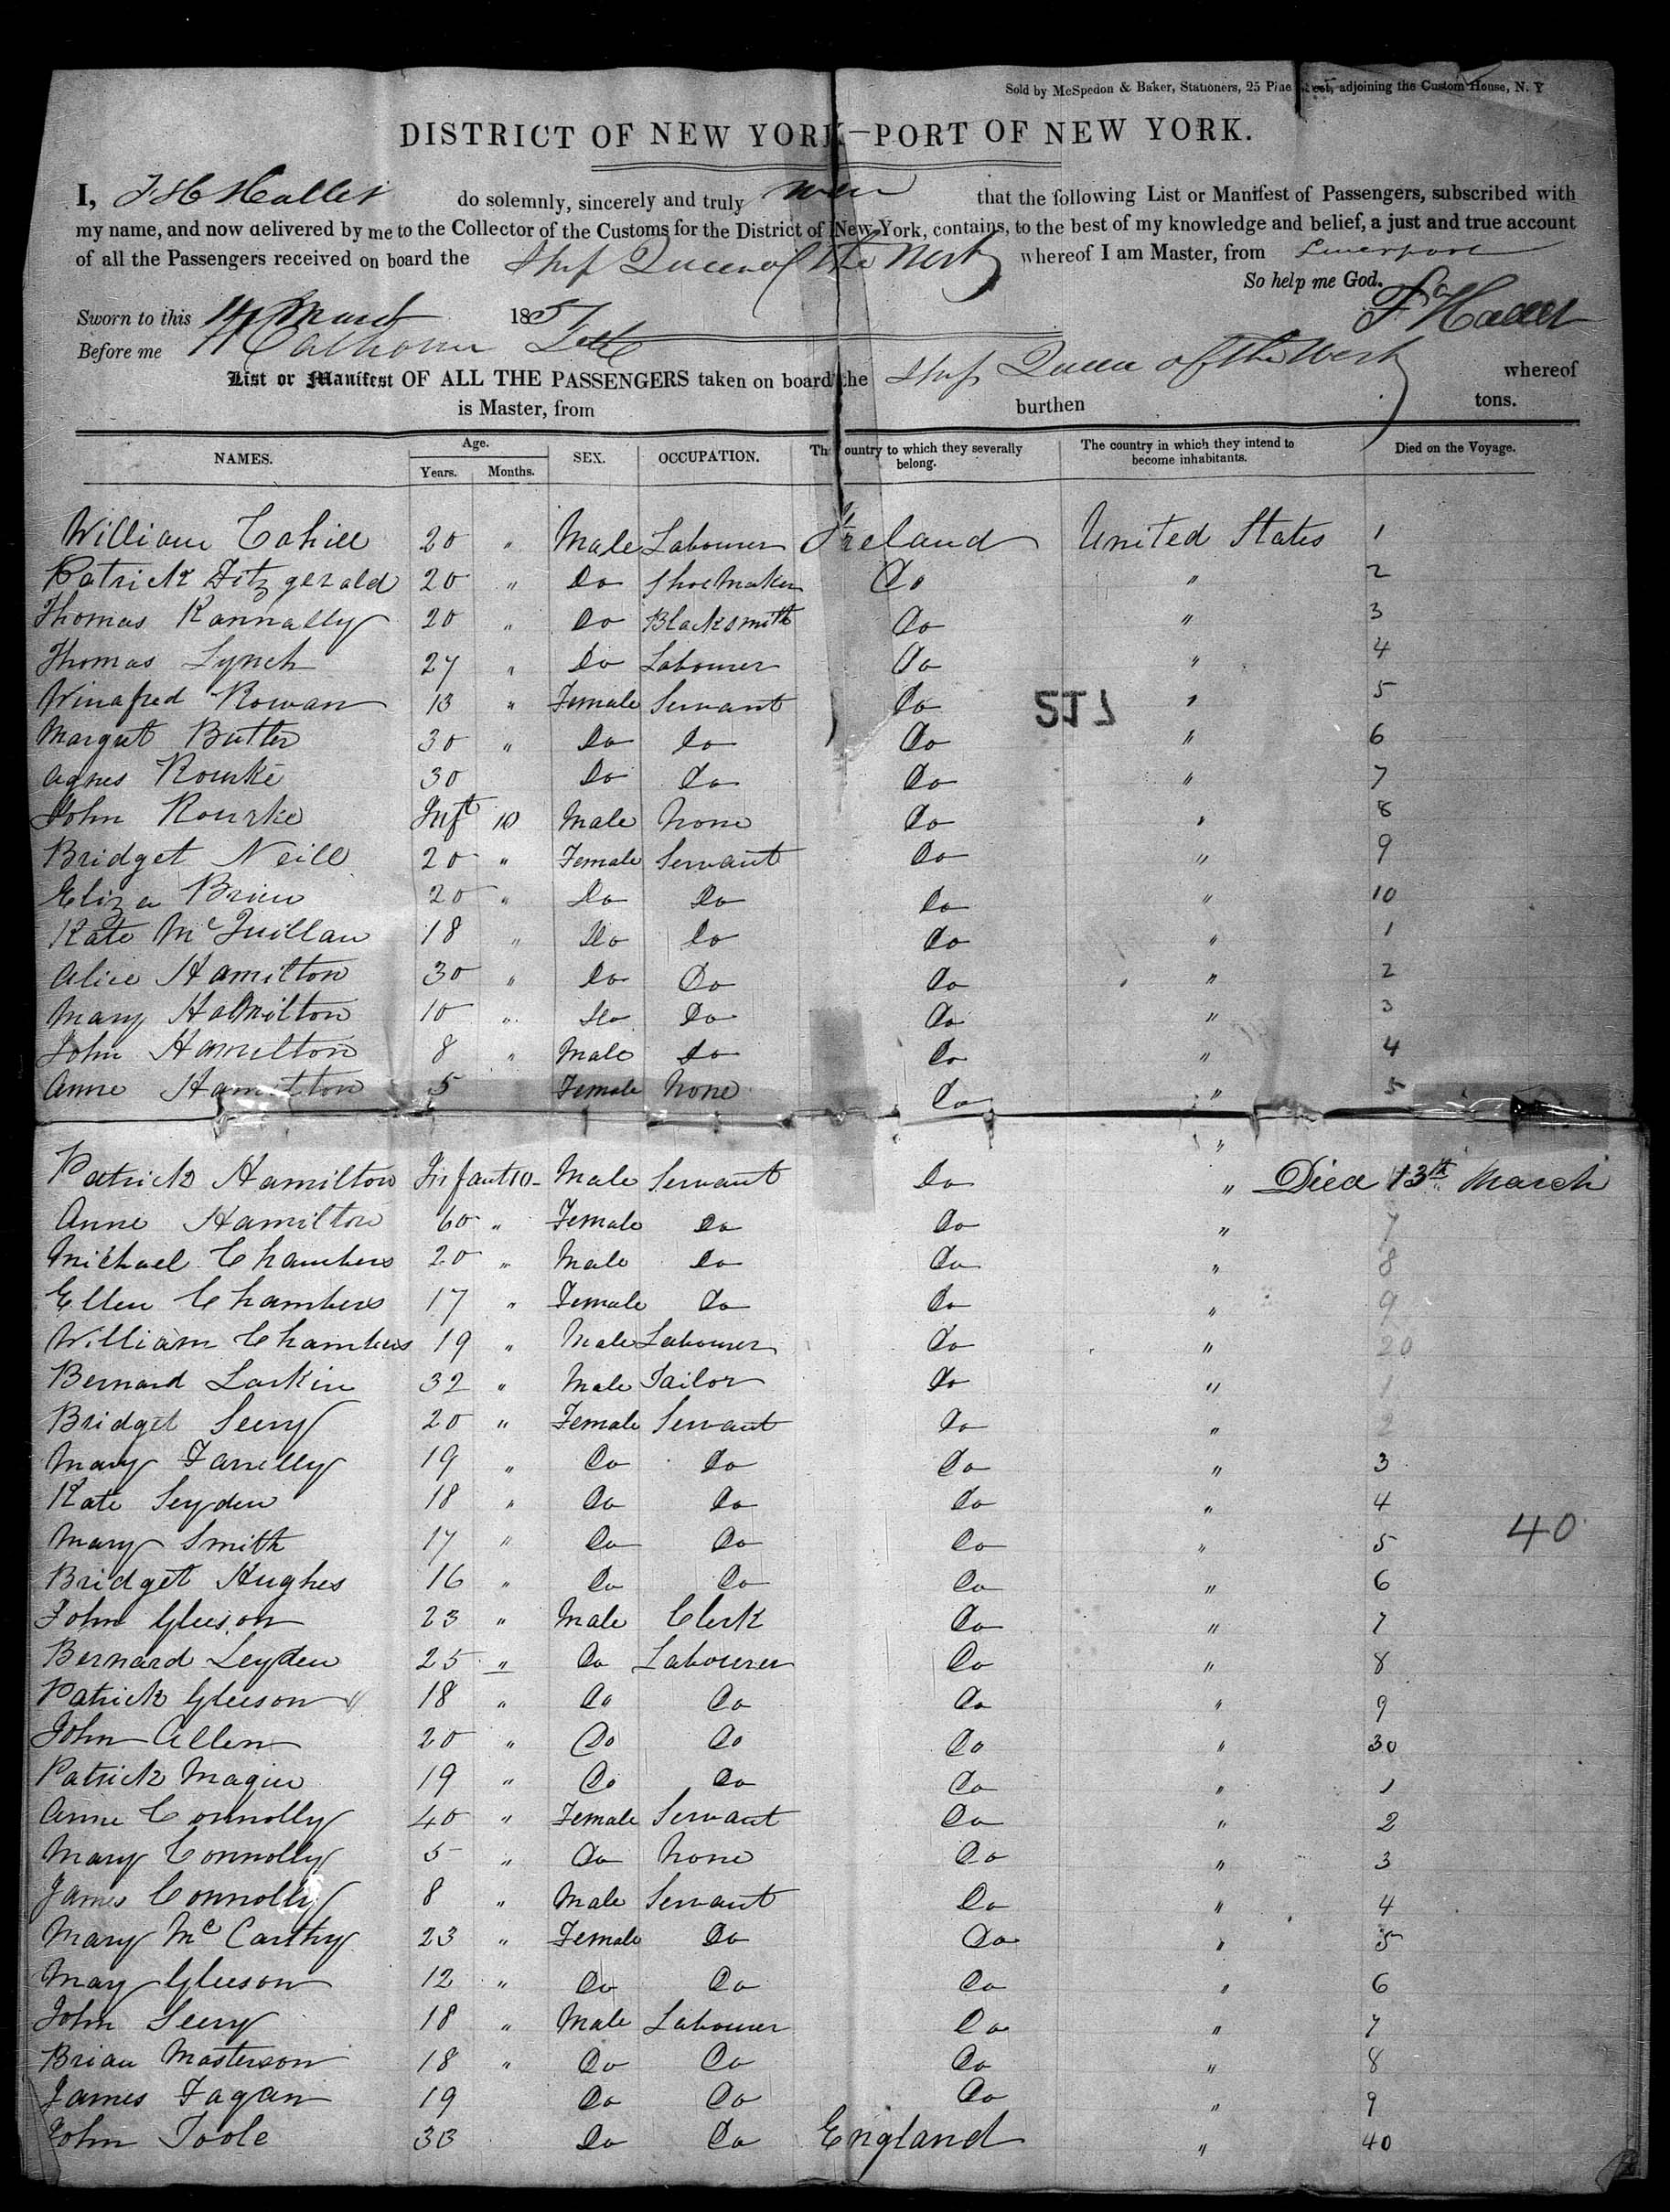 Sold by McSpedon & Baker, Stationers, 25 Pine Street, adjoining the Custom-House, N. Y
DISTRICT OF NEW YORK—PORT OF NEW YORK.
I, do solemnly, sincerely and truly that the following List or Manifest of Passengers, subscribed with
my name, and now delivered by me to the Collector of the Customs for the District of New-York, contains, to the best of my knowledge and belief, a just and true account
of all the Passengers received on board the Ship Queen of the West whereof I am Master, from Liverpool
So help me God.
Sworn to this 14 March 185
Before me Calhoun
List or Manifest OF ALL THE PASSENGERS taken on board the Ship Queen of the West whereof
is Master, from burthen tons.
NAMES. Age. Years. Months. SEX. OCCUPATION. The country to which they severally belong. The country in which they intend to become inhabitants. Died on the Voyage.
William Cahill 20 " Male Labourer Ireland United States 1
Patrick Fitzgerald 20 " Do Shoemaker Do " 2
Thomas Kannally 20 " Do Blacksmith Do " 3
Thomas Lynch 27 " Do Labourer Do " 4
Winafred Rowan 13 " Female Servant Do " 5
Margret Butler 30 " Do Do Do " 6
Agnes Rourke 30 Do Do Do " 7
John Rourke Inft 10 Male None Do " 8
Bridget Neill 20 " Female Servant Do " 9
Eliza Brien 20 " Do Do Do " 10
Kate McQuillan 18 " Do Do Do " 1
Alice Hamilton 30 " Do Do Do " 2
Mary Hamilton 10 " Do Do Do " 3
John Hamilton 8 " Male Do Do " 4
Anne Hamilton 5 Female None Do " 5
"
Patrick Hamilton Infant 10 Male Servant Do " Died 13th March
Anne Hamilton 60 " Female Do Do " 7
Michael Chambers 20 " Male Do Do " 8
Ellen Chambers 17 " Female Do Do " 9
William Chambers 19 " Male Labourer Do " 20
Bernard Larkin 32 " Male Tailor Do " 1
Bridget Seery 20 " Female Servant Do " 2
Mary Farrelly 19 " Do Do Do " 3
Kate Leyden 18 " Do Do Do " 4
Mary Smith 17 " Do Do Do " 5 40
Bridget Hughes 16 " Do Do Do " 6
John Gleeson 23 " Male Clerk Do " 7
Bernard Leyden 25 " Do Labourer Do " 8
Patrick Gleeson 18 " Do Do Do " 9
John Allen 20 " Do Do Do " 30
Patrick Magin 19 " Do Do Do " 1
Anne Connolly 40 " Female Servant Do " 2
Mary Connolly 5 " Do None Do " 3
James Connolly 8 " Male Servant Do " 4
Mary McCarthy 23 " Female Do Do " 5
Mary Gleeson 12 " Do Do Do " 6
John Seery 18 " Male Labourer Do " 7
Brian Masterson 18 " Do Do Do " 8
James Fagan 19 Do Do Do " 9
John Toole 33 Do Do England " 40